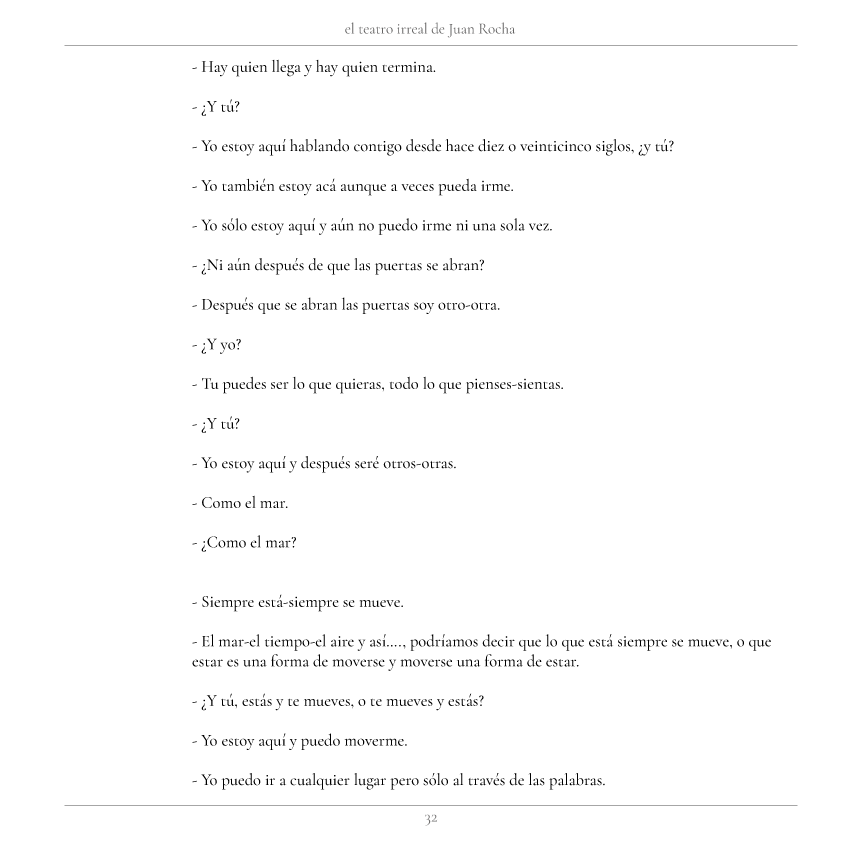 el teatro irreal de Juan Rocha
- Hay quien llega y hay quien termina.
- ¿Y tú?
- Yo estoy aquí hablando contigo desde hace diez o veinticinco siglos, ¿y tú?
- Yo también estoy acá aunque a veces pueda irme.
- Yo sólo estoy aquí y aún no puedo irme ni una sola vez.
- ¿Ni aún después de que las puertas se abran?
- Después que se abran las puertas soy otro-otra.
- ¿Y yo?
- Tu puedes ser lo que quieras, todo lo que pienses-sientas.
- ¿Y tú?
- Yo estoy aquí y después seré otros-otras.
- Como el mar.
- ¿Como el mar?
- Siempre está-siempre se mueve.
- El mar-el tiempo-el aire y así...., podríamos decir que lo que está siempre se mueve, o que
estar es una forma de moverse y moverse una forma de estar.
- ¿Y tú, estás y te mueves, o te mueves y estás?
- Yo estoy aquí y puedo moverme.
- Yo puedo ir a cualquier lugar pero sólo al través de las palabras.
32